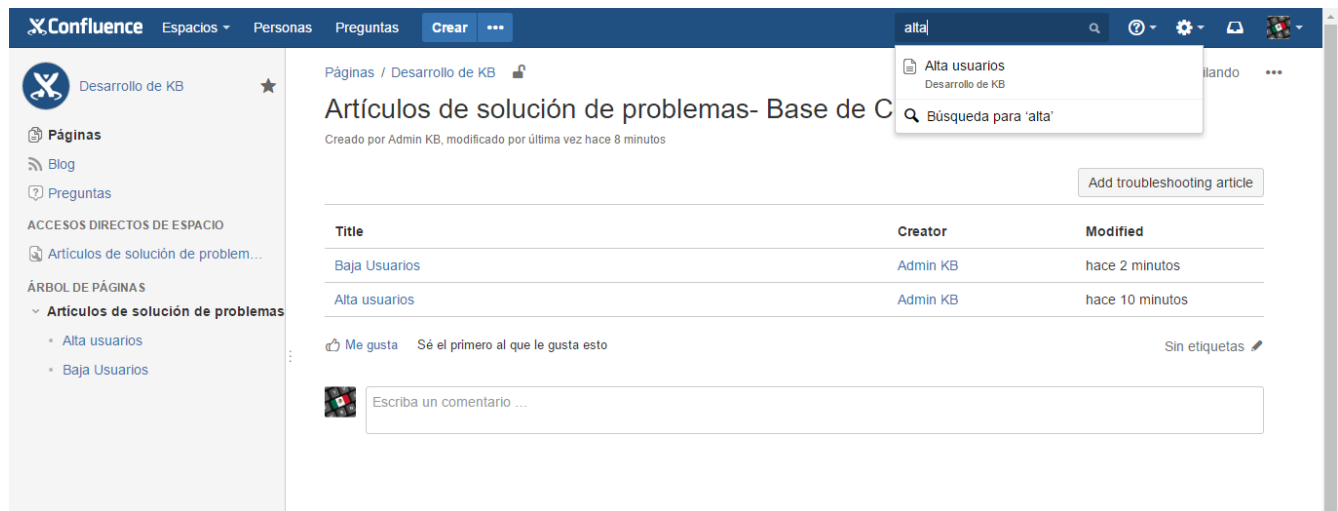 Confluence Espacios Personas Preguntas Crear alta
Desarrollo de KB
Páginas
Blog
Preguntas
ACCESOS DIRECTOS DE ESPACIO
Artículos de solución de problem...
ÁRBOL DE PÁGINAS
Artículos de solución de problemas
Alta usuarios
Baja Usuarios
Páginas / Desarrollo de KB
Artículos de solución de problemas- Base de C
Creado por Admin KB, modificado por última vez hace 8 minutos
Alta usuarios
Desarrollo de KB
Búsqueda para 'alta'
ilando
Add troubleshooting article
Title Creator Modified
Baja Usuarios Admin KB hace 2 minutos
Alta usuarios Admin KB hace 10 minutos
Me gusta Sé el primero al que le gusta esto Sin etiquetas
Escriba un comentario ...